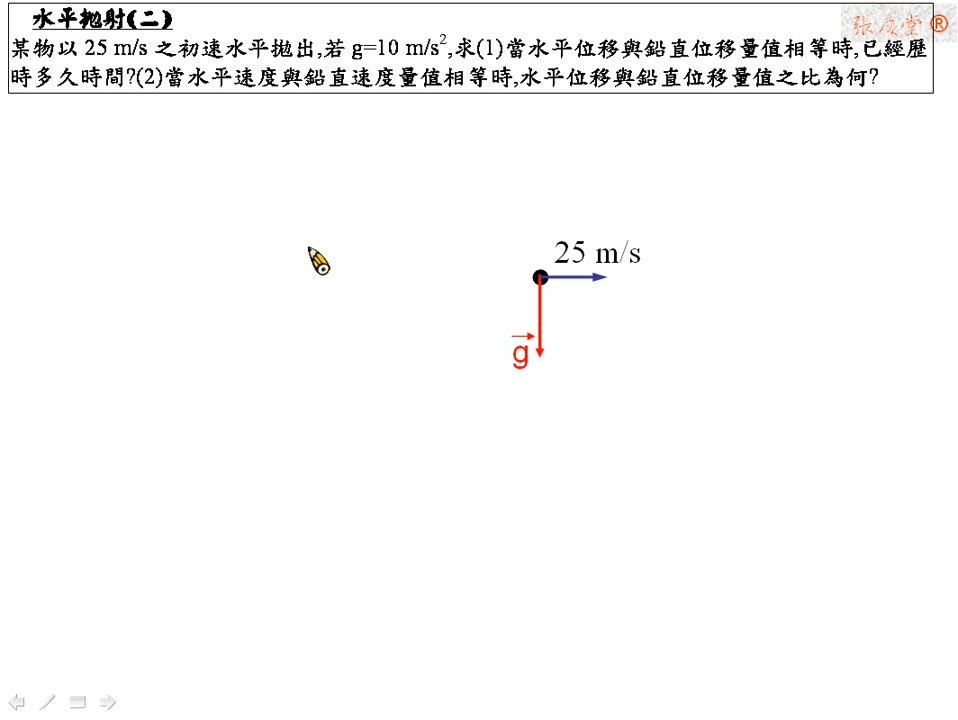 水平拋射(二)
張慶堂®
某物以 25 m/s 之初速水平拋出,若 g=10 m/s²,求(1)當水平位移與鉛直位移量值相等時,已經歷
時多久時間?(2)當水平速度與鉛直速度量值相等時,水平位移與鉛直位移量值之比為何?
25 m/s
g